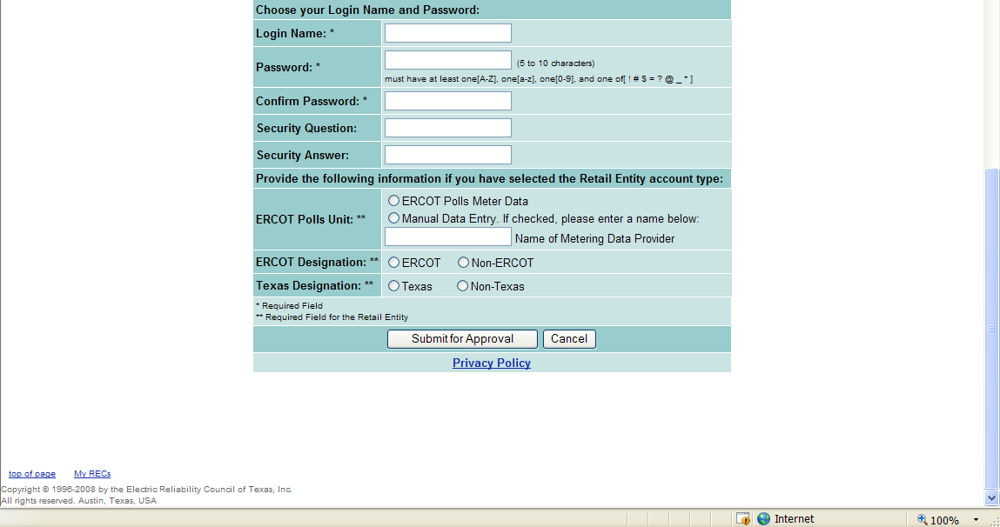 Choose your Login Name and Password:
Login Name: *
Password: *
(5 to 10 characters)
must have at least one[A-Z], one[a-z], one[0-9], and one of[ ! # $ = ? @ _ * ]
Confirm Password: *
Security Question:
Security Answer:
Provide the following information if you have selected the Retail Entity account type:
ERCOT Polls Unit: **
ERCOT Polls Meter Data
Manual Data Entry. If checked, please enter a name below:
Name of Metering Data Provider
ERCOT Designation: ** ERCOT Non-ERCOT
Texas Designation: ** Texas Non-Texas
* Required Field
** Required Field for the Retail Entity
Submit for Approval Cancel
Privacy Policy
top of page My RECs
Copyright © 1996-2008 by the Electric Reliability Council of Texas, Inc.
All rights reserved. Austin, Texas, USA
Internet 100%